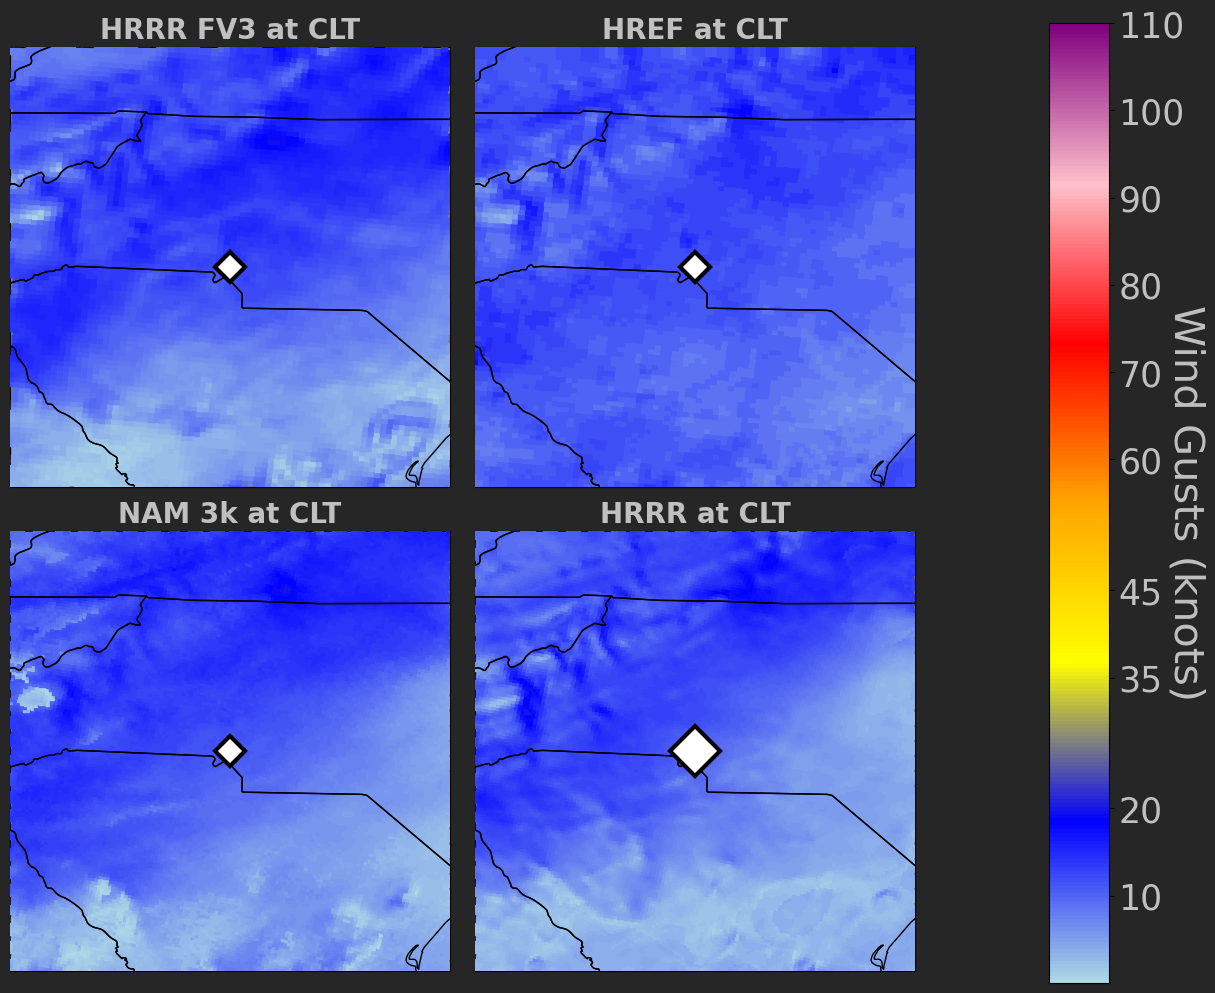 HRRR FV3 at CLT
HREF at CLT
NAM 3k at CLT
HRRR at CLT
110
100
90
80
70
60
45
35
20
10
Wind Gusts (knots)